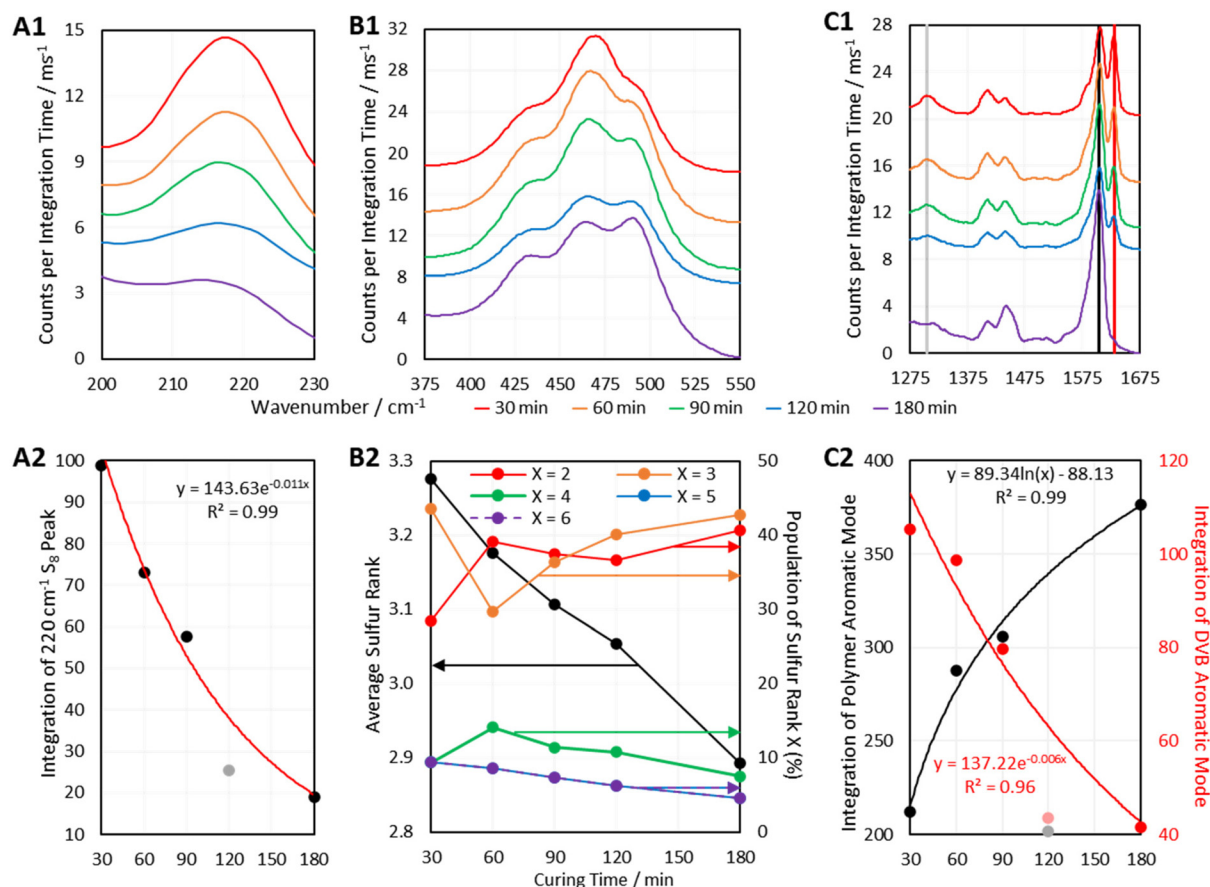 A1
Counts per Integration Time / ms⁻¹
15
12
9
6
3
0
200
210
220
230
B1
Counts per Integration Time / ms⁻¹
32
28
24
20
16
12
8
4
0
375
400
425
450
475
500
525
550
C1
Counts per Integration Time / ms⁻¹
28
24
20
16
12
8
4
0
1275
1375
1475
1575
1675
Wavenumber / cm⁻¹
30 min
60 min
90 min
120 min
180 min
A2
Integration of 220 cm⁻¹ S₈ Peak
100
90
80
70
60
50
40
30
20
10
y = 143.63e⁻⁰·⁰¹¹ˣ
R² = 0.99
30
60
90
120
150
180
B2
Average Sulfur Rank
3.3
3.2
3.1
3.0
2.9
2.8
X = 2
X = 3
X = 4
X = 5
X = 6
50
40
30
20
10
0
Population of Sulfur Rank X (%)
30
60
90
120
150
180
Curing Time / min
C2
Integration of Polymer Aromatic Mode
400
350
300
250
200
y = 89.34ln(x) - 88.13
R² = 0.99
y = 137.22e⁻⁰·⁰⁰⁶ˣ
R² = 0.96
120
100
80
60
40
Integration of DVB Aromatic Mode
30
60
90
120
150
180